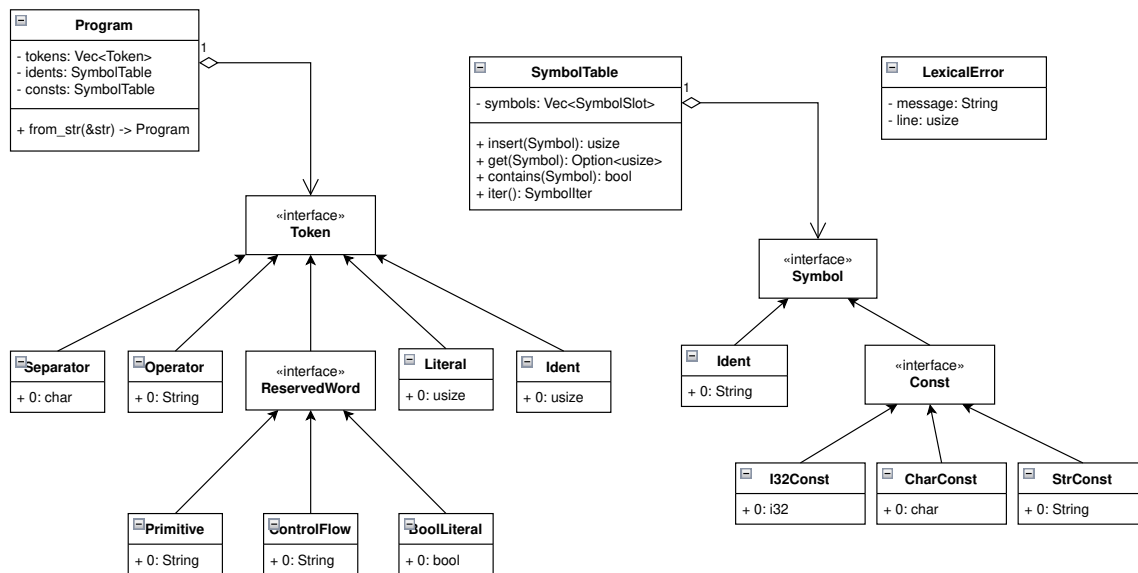 Program
- tokens: Vec<Token>
- idents: SymbolTable
- consts: SymbolTable
+ from_str(&str) -> Program
1
SymbolTable
- symbols: Vec<SymbolSlot>
+ insert(Symbol): usize
+ get(Symbol): Option<usize>
+ contains(Symbol): bool
+ iter(): SymbolIter
1
LexicalError
- message: String
- line: usize
«interface»
Token
«interface»
Symbol
Separator
+ 0: char
Operator
+ 0: String
«interface»
ReservedWord
Literal
+ 0: usize
Ident
+ 0: usize
Ident
+ 0: String
«interface»
Const
Primitive
+ 0: String
ControlFlow
+ 0: String
BoolLiteral
+ 0: bool
I32Const
+ 0: i32
CharConst
+ 0: char
StrConst
+ 0: String